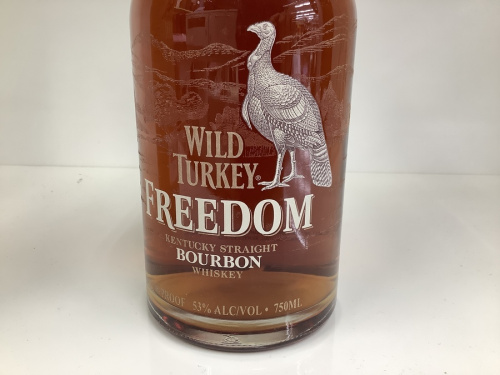 WILD
TURKEY®
FREEDOM
KENTUCKY STRAIGHT
BOURBON
WHISKEY
PROOF 53% ALC/VOL • 750ML